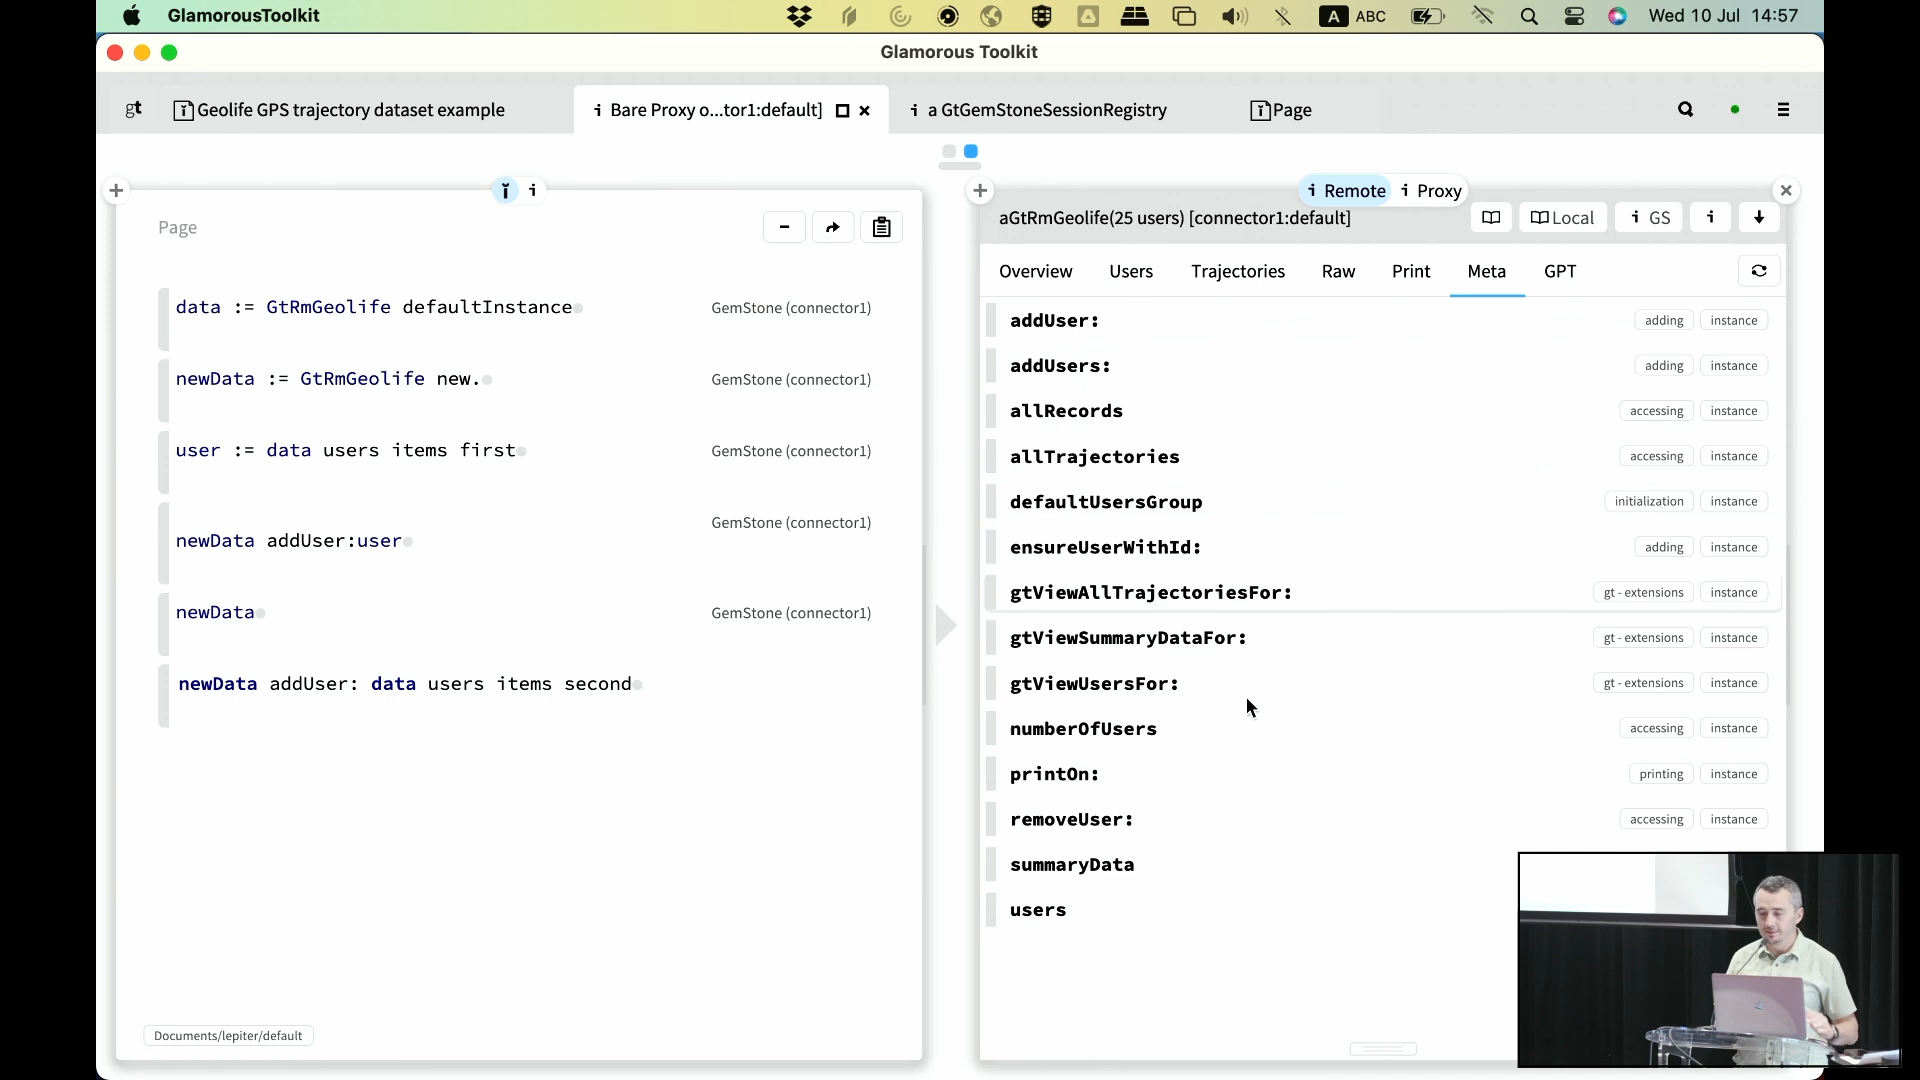 GlamorousToolkit
A ABC
Wed 10 Jul 14:57
Glamorous Toolkit
gt
Geolife GPS trajectory dataset example
Bare Proxy o...tor1:default]
a GtGemStoneSessionRegistry
Page
Page
data := GtRmGeolife defaultInstance
GemStone (connector1)
newData := GtRmGeolife new.
GemStone (connector1)
user := data users items first
GemStone (connector1)
newData addUser:user
GemStone (connector1)
newData
GemStone (connector1)
newData addUser: data users items second
Documents/lepiter/default
Remote
Proxy
aGtRmGeolife(25 users) [connector1:default]
Local
GS
Overview Users Trajectories Raw Print Meta GPT
addUser: adding instance
addUsers: adding instance
allRecords accessing instance
allTrajectories accessing instance
defaultUsersGroup initialization instance
ensureUserWithId: adding instance
gtViewAllTrajectoriesFor: gt - extensions instance
gtViewSummaryDataFor: gt - extensions instance
gtViewUsersFor: gt - extensions instance
numberOfUsers accessing instance
printOn: printing instance
removeUser: accessing instance
summaryData
users